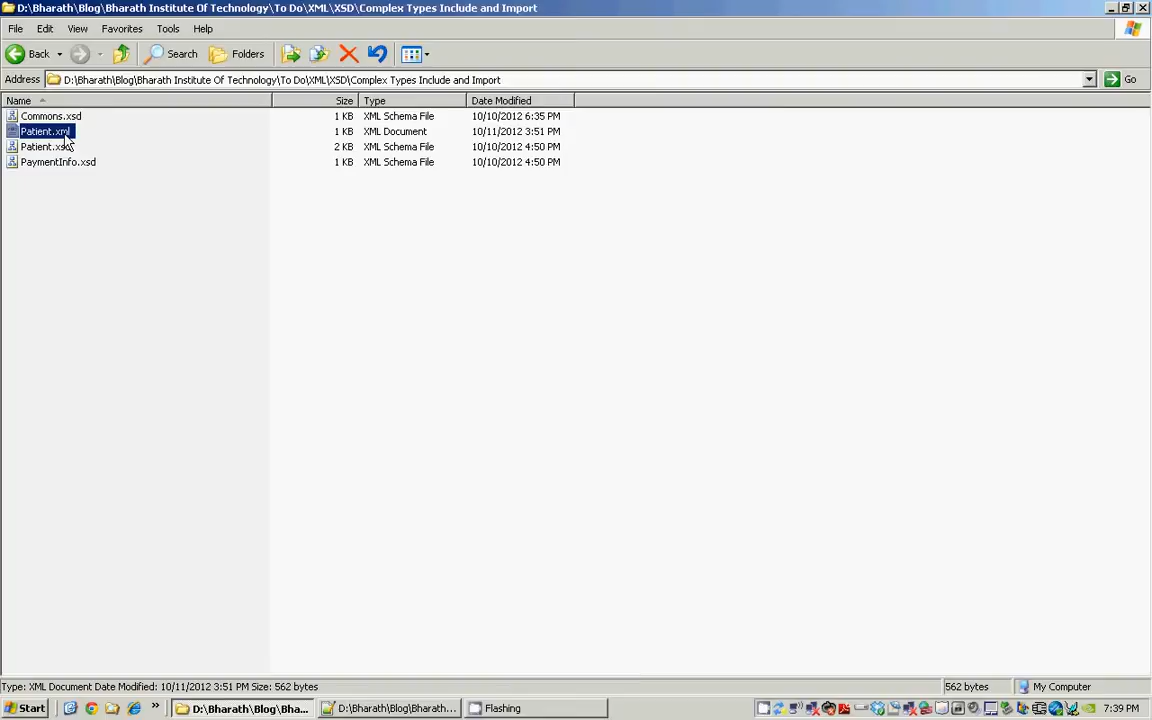 D:\Bharath\Blog\Bharath Institute Of Technology\To Do\XML\XSD\Complex Types Include and Import
File Edit View Favorites Tools Help
Back Search Folders
Address D:\Bharath\Blog\Bharath Institute Of Technology\To Do\XML\XSD\Complex Types Include and Import Go
Name Size Type Date Modified
Commons.xsd 1 KB XML Schema File 10/10/2012 6:35 PM
Patient.xml 1 KB XML Document 10/11/2012 3:51 PM
Patient.xsd 2 KB XML Schema File 10/10/2012 4:50 PM
PaymentInfo.xsd 1 KB XML Schema File 10/10/2012 4:50 PM
Type: XML Document Date Modified: 10/11/2012 3:51 PM Size: 562 bytes 562 bytes My Computer
Start » D:\Bharath\Blog\Bha... D:\Bharath\Blog\Bharath... Flashing 7:39 PM